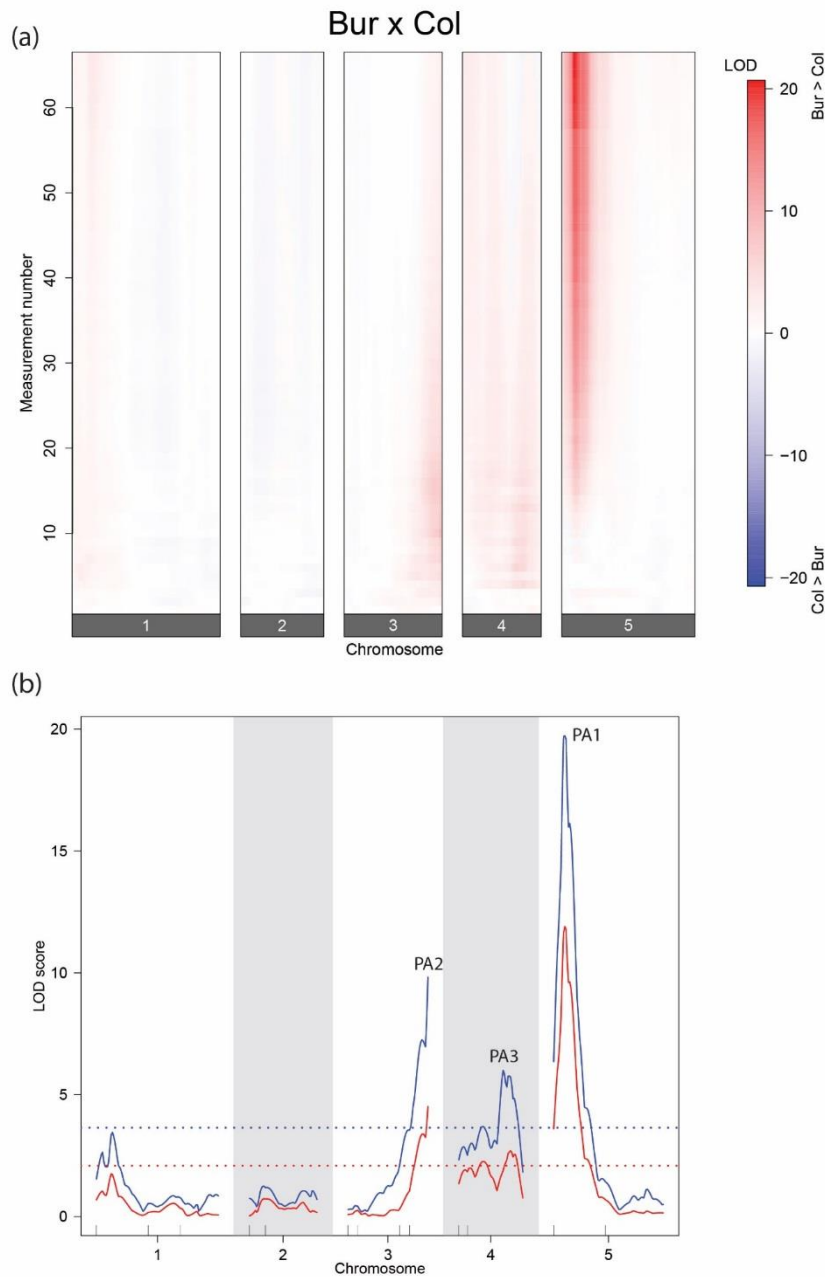 (a)
Bur x Col
LOD
Bur > Col
20
10
0
−10
−20
Col > Bur
Measurement number
60
50
40
30
20
10
1 2 3 4 5
Chromosome
(b)
LOD score
20
15
10
5
0
PA1
PA2
PA3
1 2 3 4 5
Chromosome